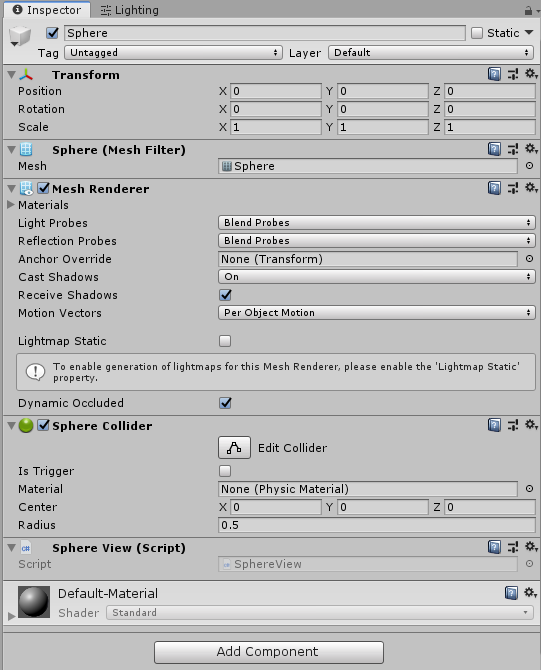 Inspector Lighting
Sphere Static
Tag Untagged Layer Default
Transform
Position X 0 Y 0 Z 0
Rotation X 0 Y 0 Z 0
Scale X 1 Y 1 Z 1
Sphere (Mesh Filter)
Mesh Sphere
Mesh Renderer
Materials
Light Probes Blend Probes
Reflection Probes Blend Probes
Anchor Override None (Transform)
Cast Shadows On
Receive Shadows
Motion Vectors Per Object Motion
Lightmap Static
To enable generation of lightmaps for this Mesh Renderer, please enable the 'Lightmap Static'
property.
Dynamic Occluded
Sphere Collider
Edit Collider
Is Trigger
Material None (Physic Material)
Center X 0 Y 0 Z 0
Radius 0.5
Sphere View (Script)
Script SphereView
Default-Material
Shader Standard
Add Component